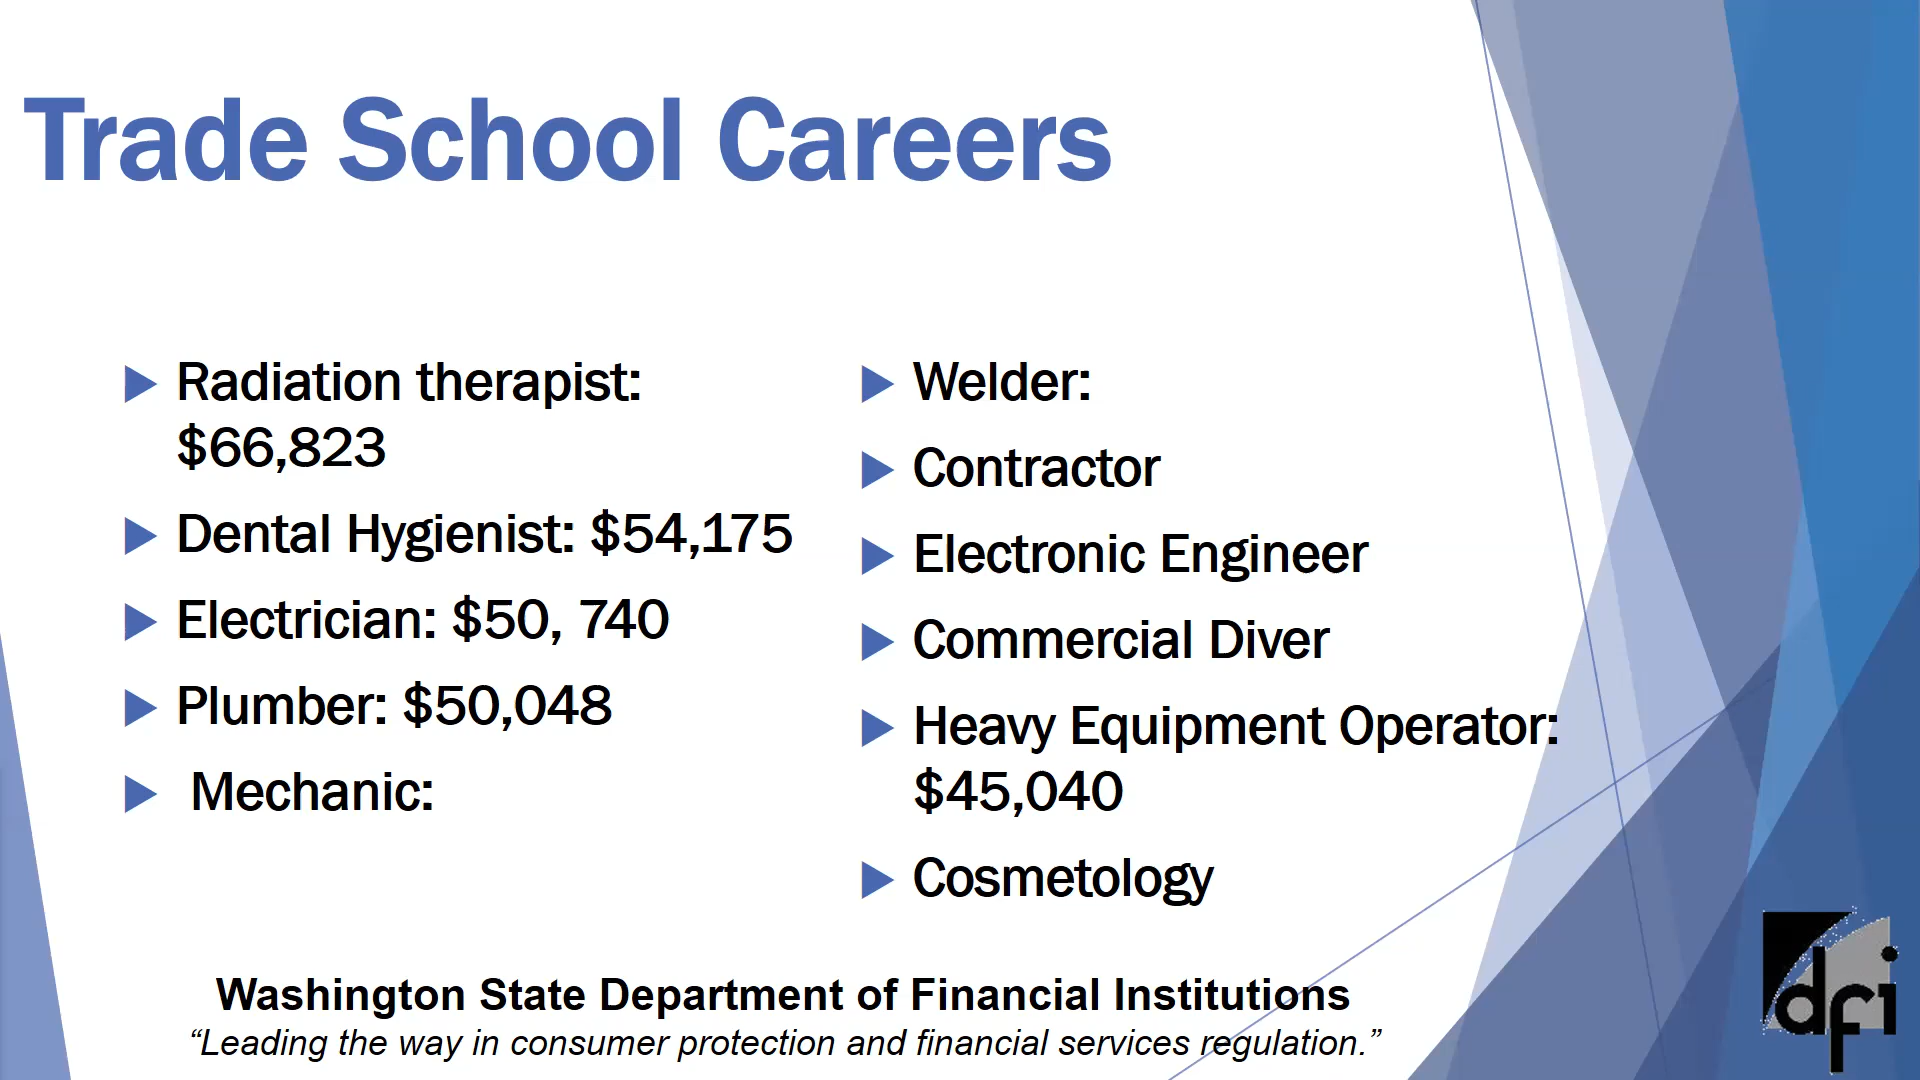 Trade School Careers
Radiation therapist:
$66,823
Dental Hygienist: $54,175
Electrician: $50, 740
Plumber: $50,048
Mechanic:
Welder:
Contractor
Electronic Engineer
Commercial Diver
Heavy Equipment Operator:
$45,040
Cosmetology
Washington State Department of Financial Institutions
“Leading the way in consumer protection and financial services regulation.”
dfi